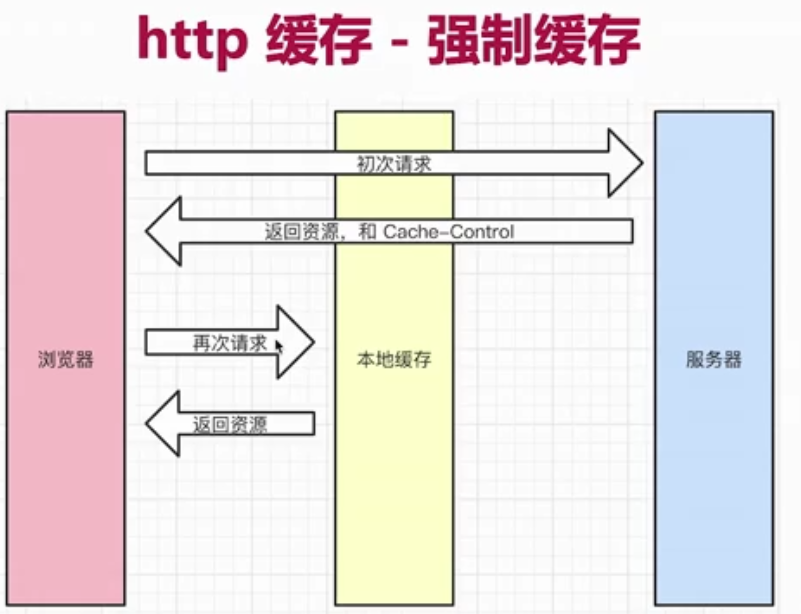 http 缓存 - 强制缓存
初次请求
返回资源，和 Cache-Control
再次请求
浏览器
本地缓存
服务器
返回资源